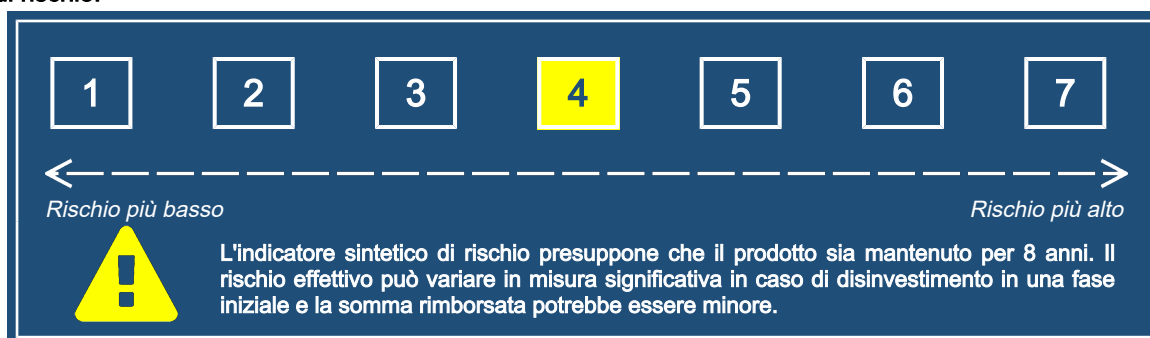 di rischio:
1 2 3 4 5 6 7
Rischio più basso Rischio più alto
L'indicatore sintetico di rischio presuppone che il prodotto sia mantenuto per 8 anni. Il
rischio effettivo può variare in misura significativa in caso di disinvestimento in una fase
iniziale e la somma rimborsata potrebbe essere minore.